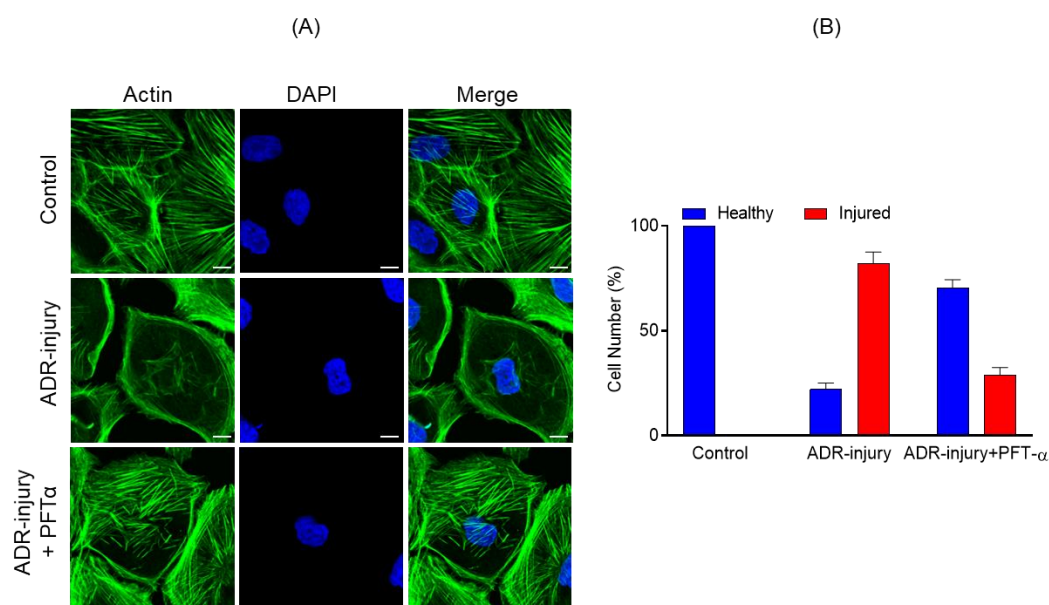 (A)
Actin DAPI Merge
Control
ADR-injury
ADR-injury
+ PFTα
(B)
Healthy Injured
Cell Number (%)
100
50
0
Control ADR-injury ADR-injury+PFT-α